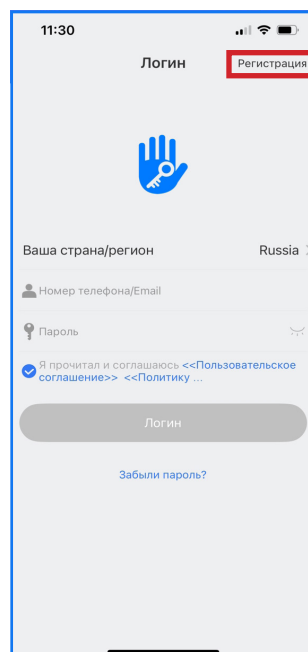 11:30
Логин
Регистрация
Ваша страна/регион
Russia
Номер телефона/Email
Пароль
Я прочитал и соглашаюсь <<Пользовательское
соглашение>> <<Политику ...
Логин
Забыли пароль?